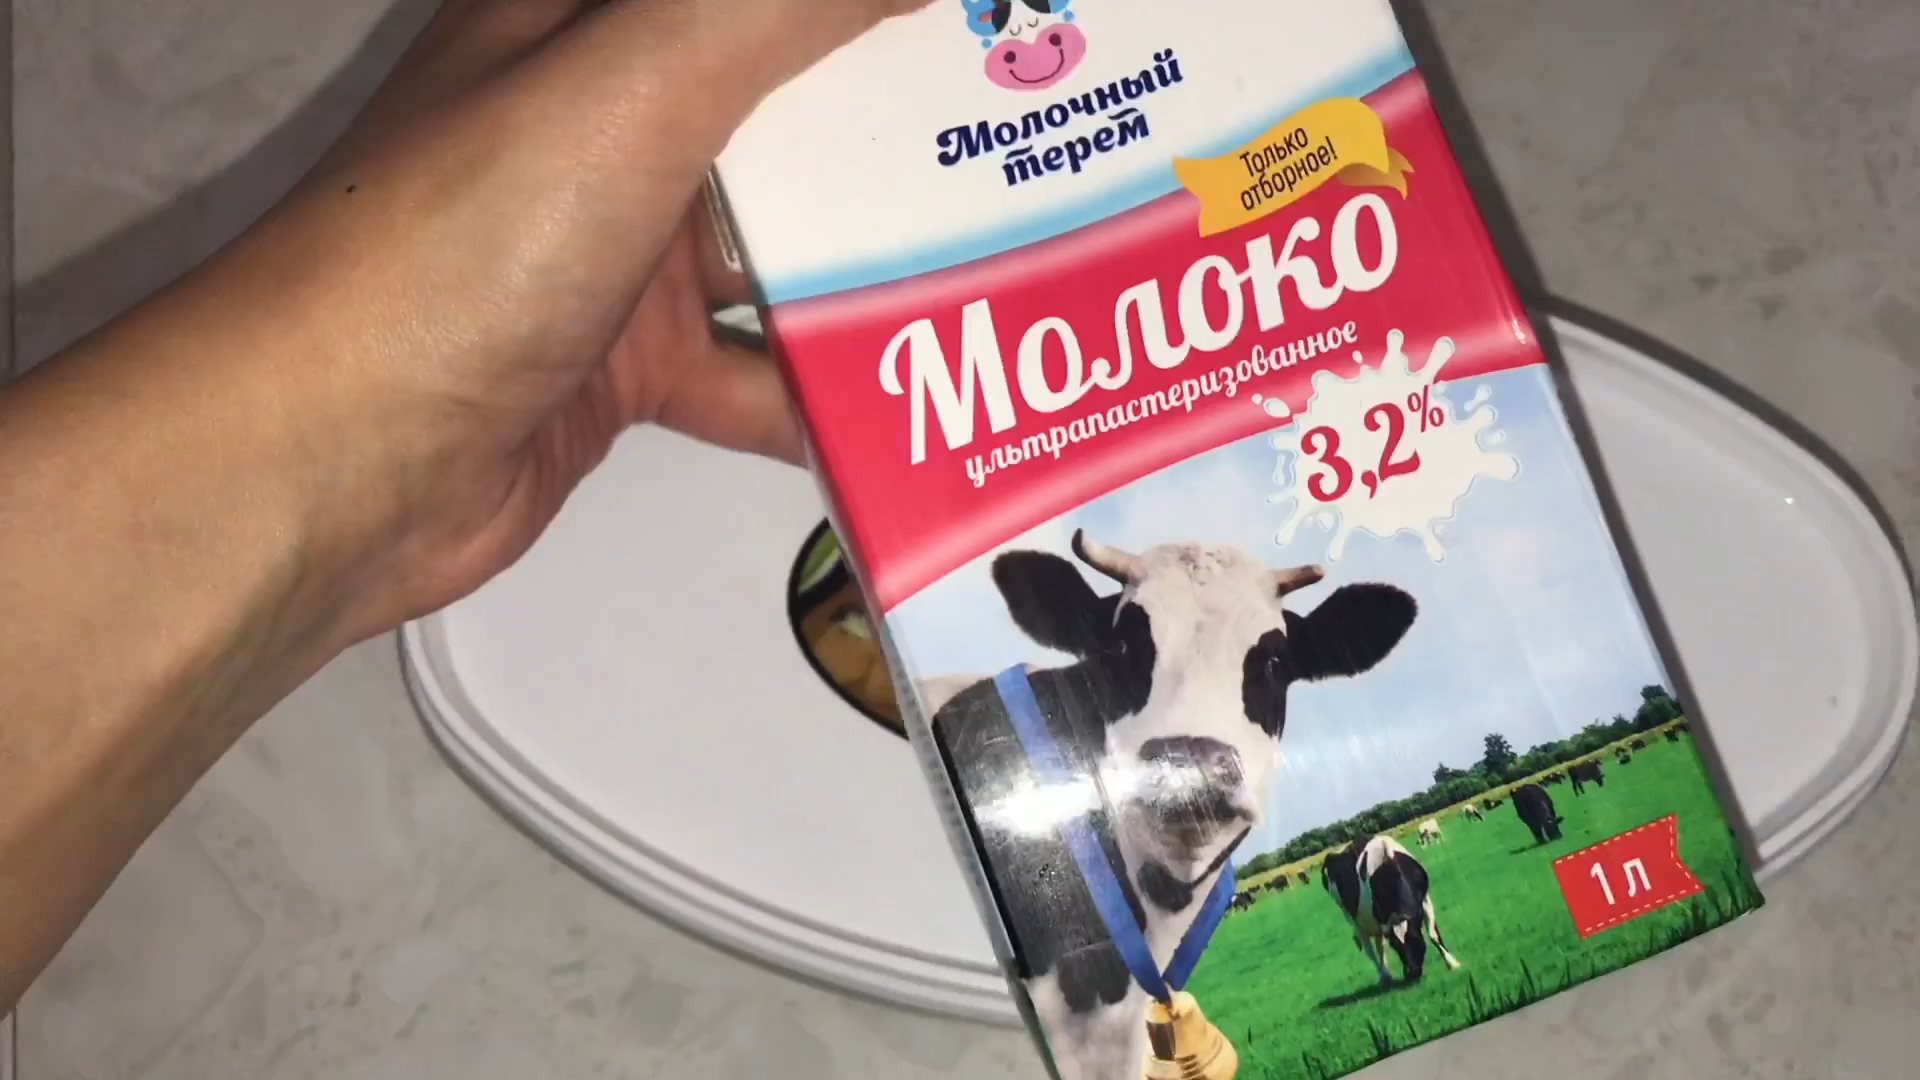 Молочный
терем
Только
отборное!
Молоко
ультрапастеризованное
3,2%
1 л